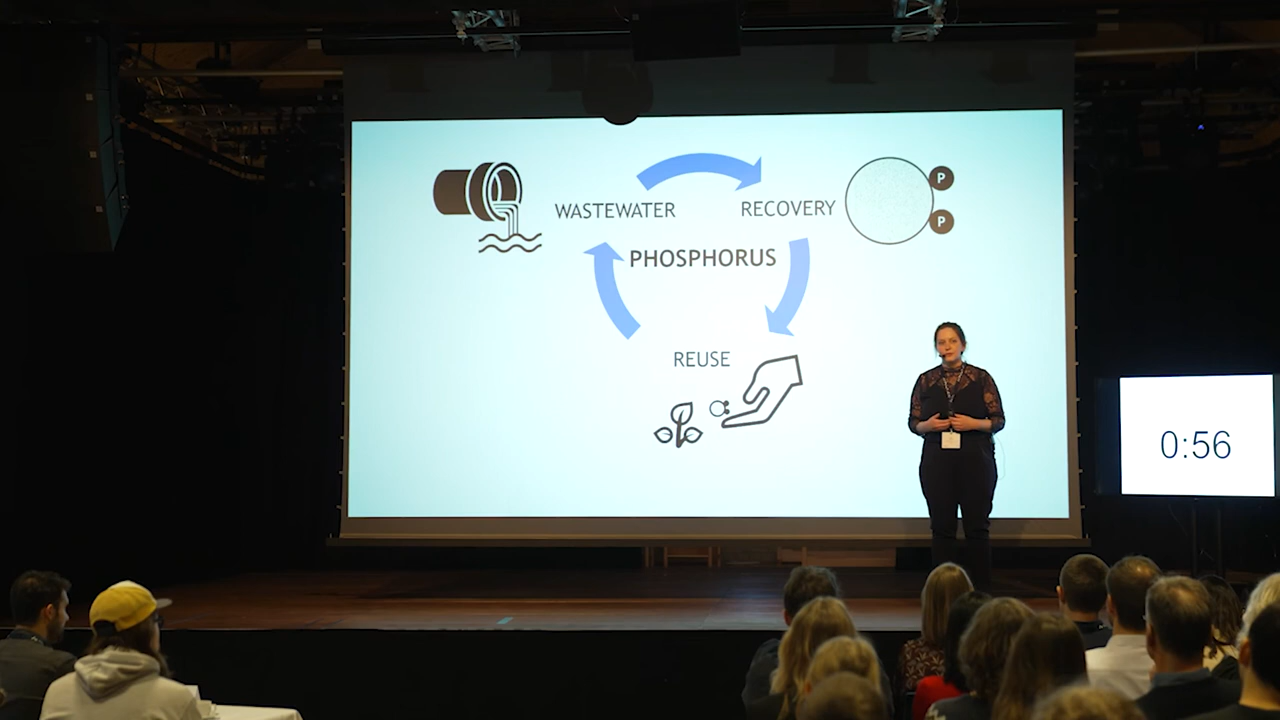 WASTEWATER
RECOVERY
P
P
PHOSPHORUS
REUSE
0:56